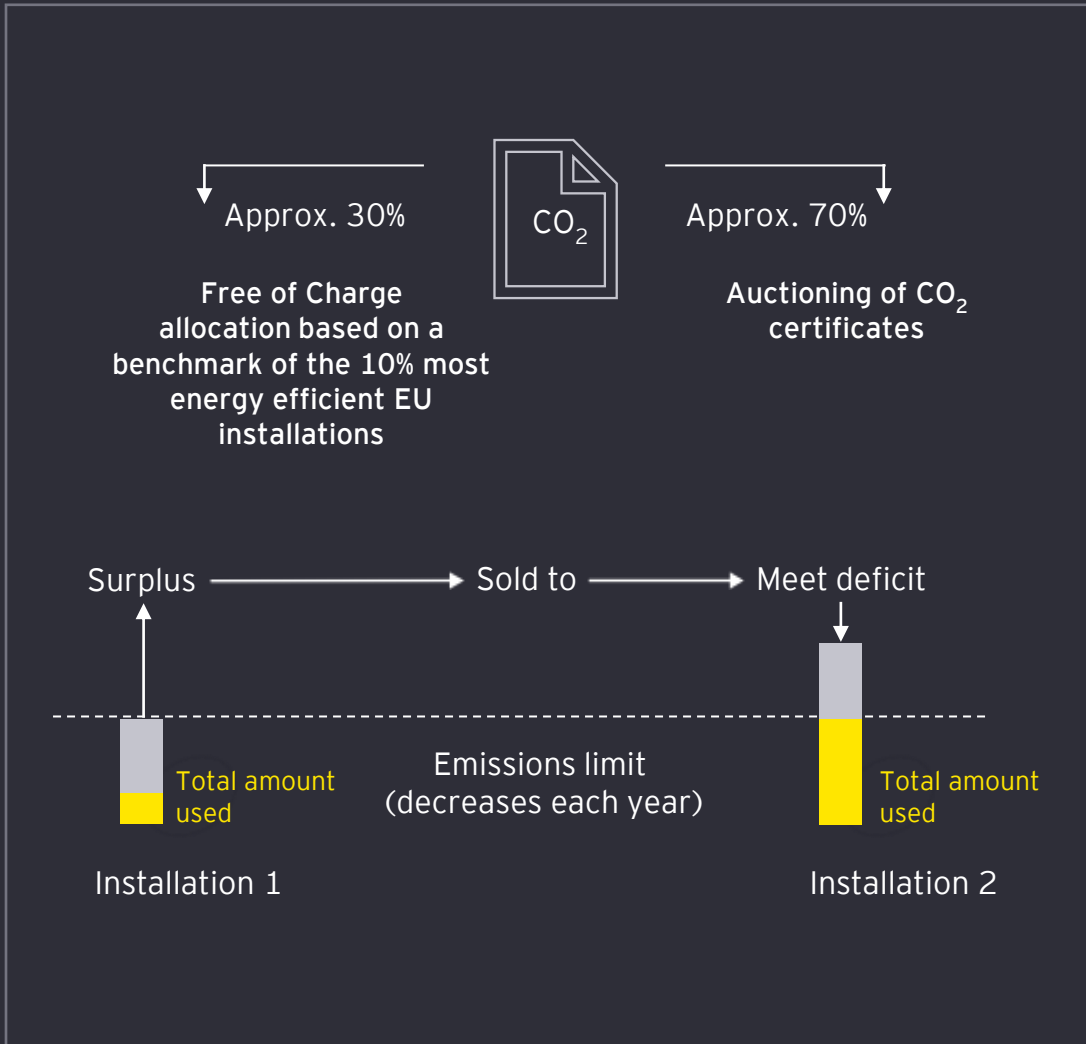 Approx. 30%
CO₂
Approx. 70%
Free of Charge
allocation based on a
benchmark of the 10% most
energy efficient EU
installations
Auctioning of CO₂
certificates
Surplus
Sold to
Meet deficit
Total amount
used
Emissions limit
(decreases each year)
Total amount
used
Installation 1
Installation 2